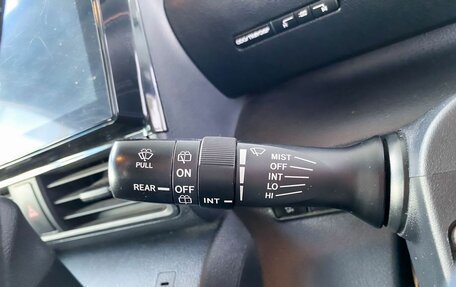 PULL
REAR
ON
OFF
INT
MIST
OFF
INT
LO
HI